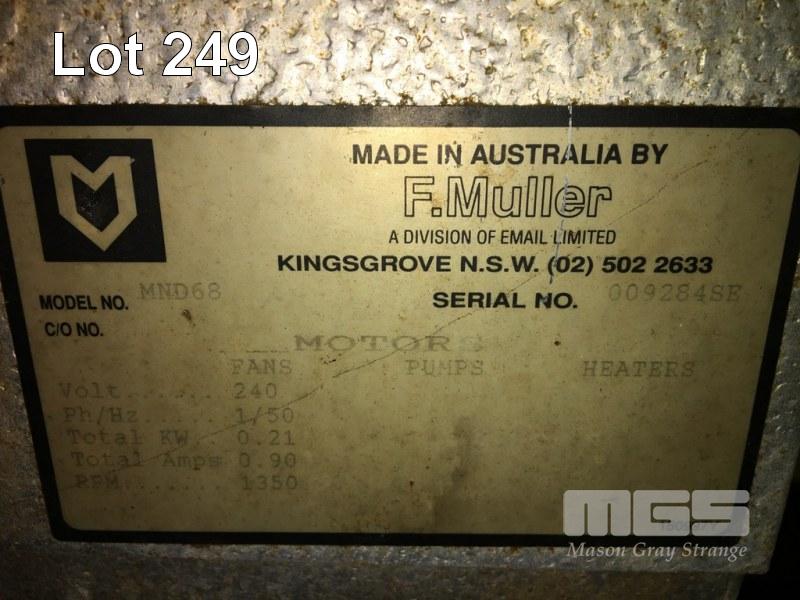 Lot 249
MADE IN AUSTRALIA BY
F.Muller
A DIVISION OF EMAIL LIMITED
KINGSGROVE N.S.W. (02) 502 2633
MODEL NO. MND68 SERIAL NO. 009284SE
C/O NO.
MOTORS
FANS PUMPS HEATERS
Volt....... 240
Ph/Hz...... 1/50
Total KW.. 0.21
Total Amps 0.90
RPM....... 1350
MGS
Mason Gray Strange